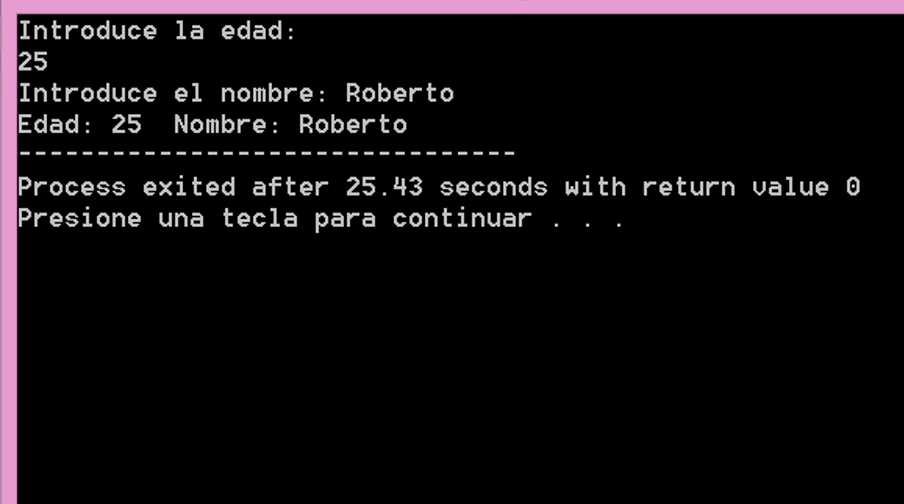 Introduce la edad:
25
Introduce el nombre: Roberto
Edad: 25  Nombre: Roberto
--------------------------------
Process exited after 25.43 seconds with return value 0
Presione una tecla para continuar . . .